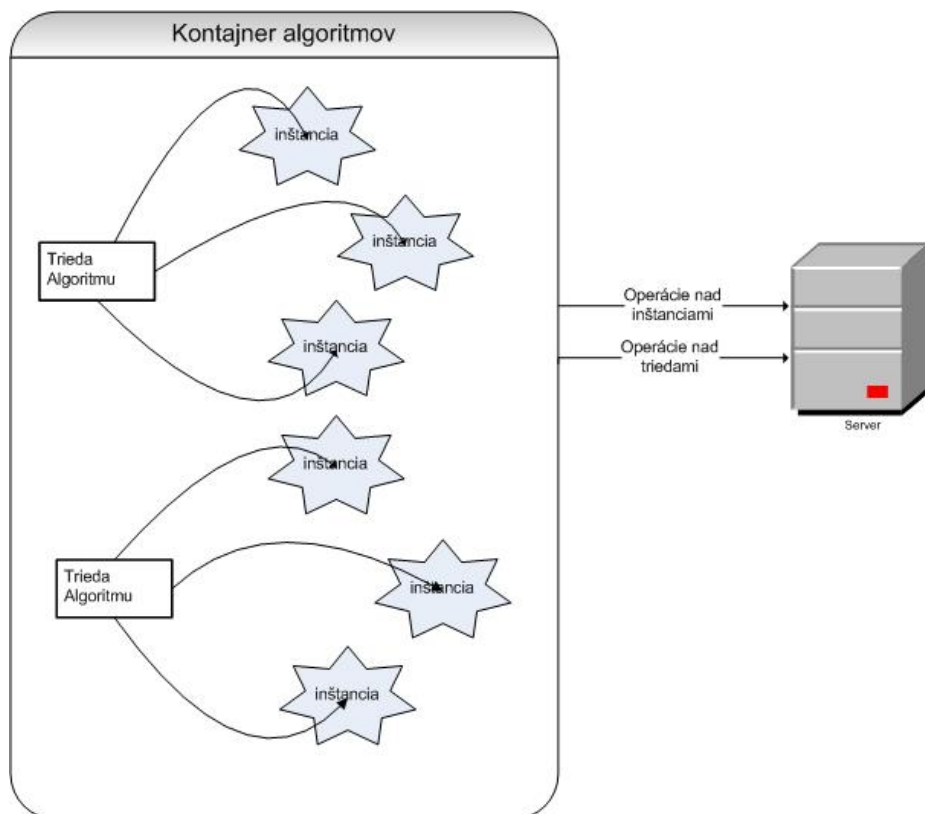 Kontajner algoritmov
inštancia
inštancia
Trieda
Algoritmu
inštancia
Operácie nad
inštanciami
Operácie nad
triedami
Server
inštancia
Trieda
Algoritmu
inštancia
inštancia